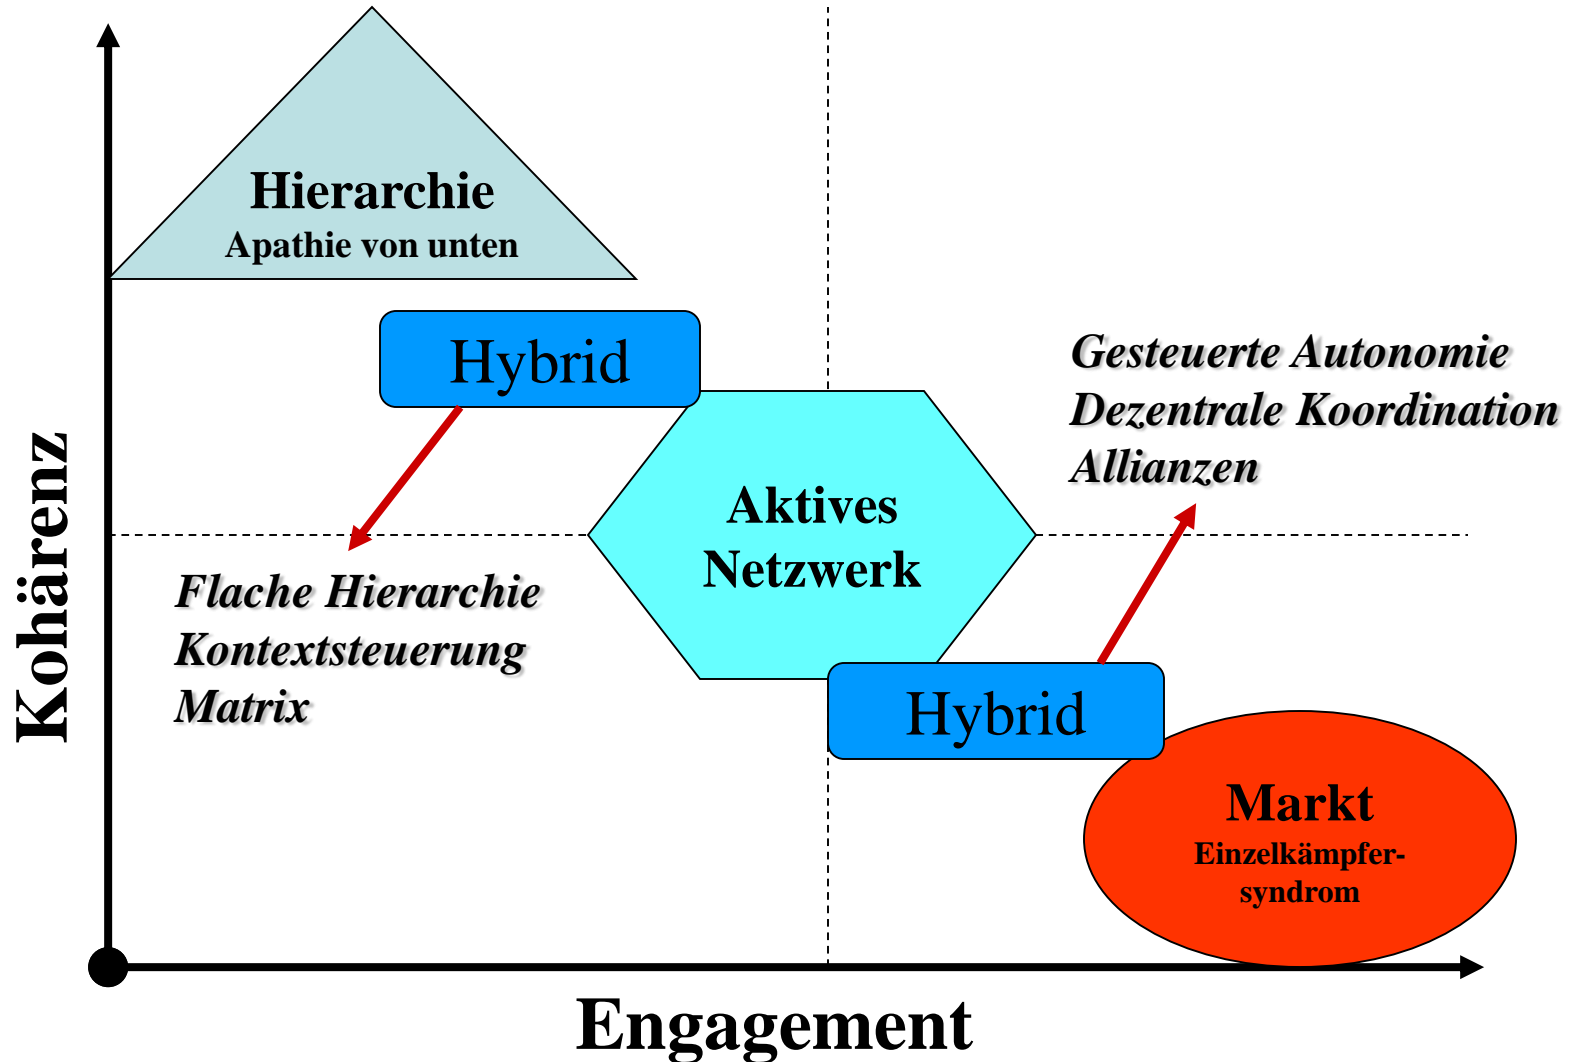 Hierarchie
Apathie von unten
Hybrid
Gesteuerte Autonomie
Dezentrale Koordination
Allianzen
Kohärenz
Aktives
Netzwerk
Flache Hierarchie
Kontextsteuerung
Matrix
Hybrid
Markt
Einzelkämpfer-
syndrom
Engagement